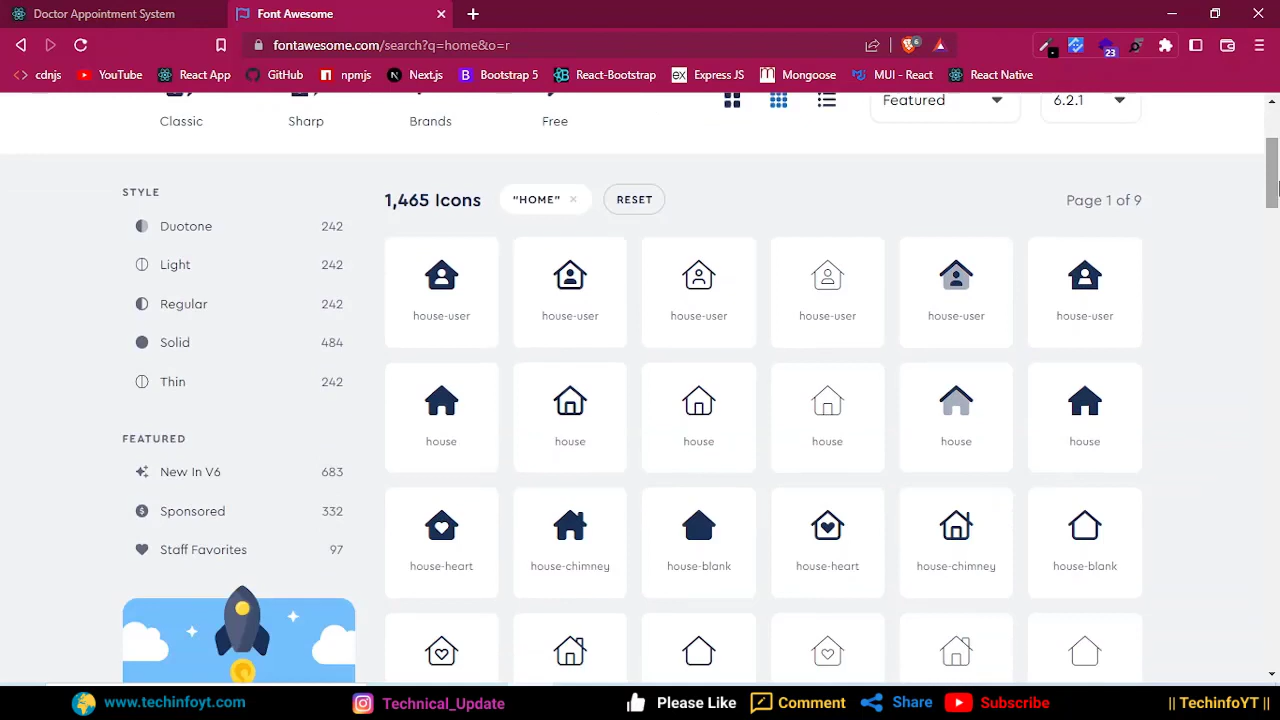 Doctor Appointment System
Font Awesome
fontawesome.com/search?q=home&o=r
6
23
cdnjs
YouTube
React App
GitHub
npmjs
Next.js
Bootstrap 5
React-Bootstrap
ex Express JS
Mongoose
MUI - React
React Native
Classic
Sharp
Brands
Free
Featured
6.2.1
STYLE
Duotone 242
Light 242
Regular 242
Solid 484
Thin 242
FEATURED
New In V6 683
Sponsored 332
Staff Favorites 97
1,465 Icons
"HOME" ×
RESET
Page 1 of 9
house-user
house-user
house-user
house-user
house-user
house-user
house
house
house
house
house
house
house-heart
house-chimney
house-blank
house-heart
house-chimney
house-blank
www.techinfoyt.com
Technical_Update
Please Like
Comment
Share
Subscribe
|| TechinfoYT ||